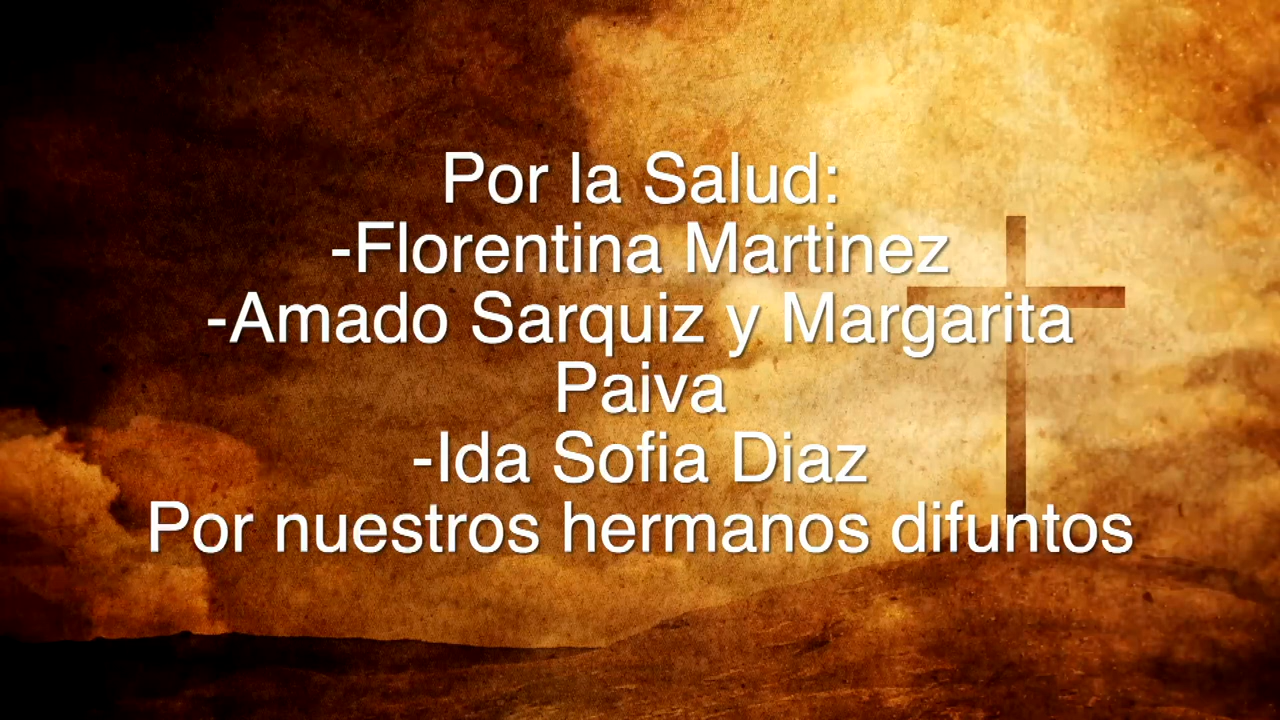 Por la Salud:
-Florentina Martinez
-Amado Sarquiz y Margarita
Paiva
-Ida Sofia Diaz
Por nuestros hermanos difuntos